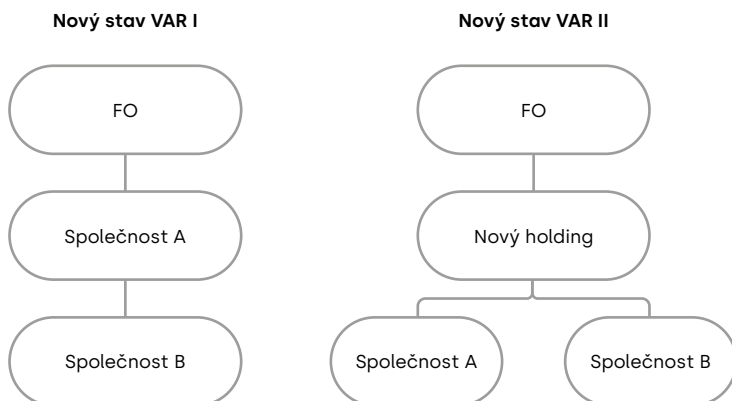 Nový stav VAR I
FO
Společnost A
Společnost B
Nový stav VAR II
FO
Nový holding
Společnost A
Společnost B